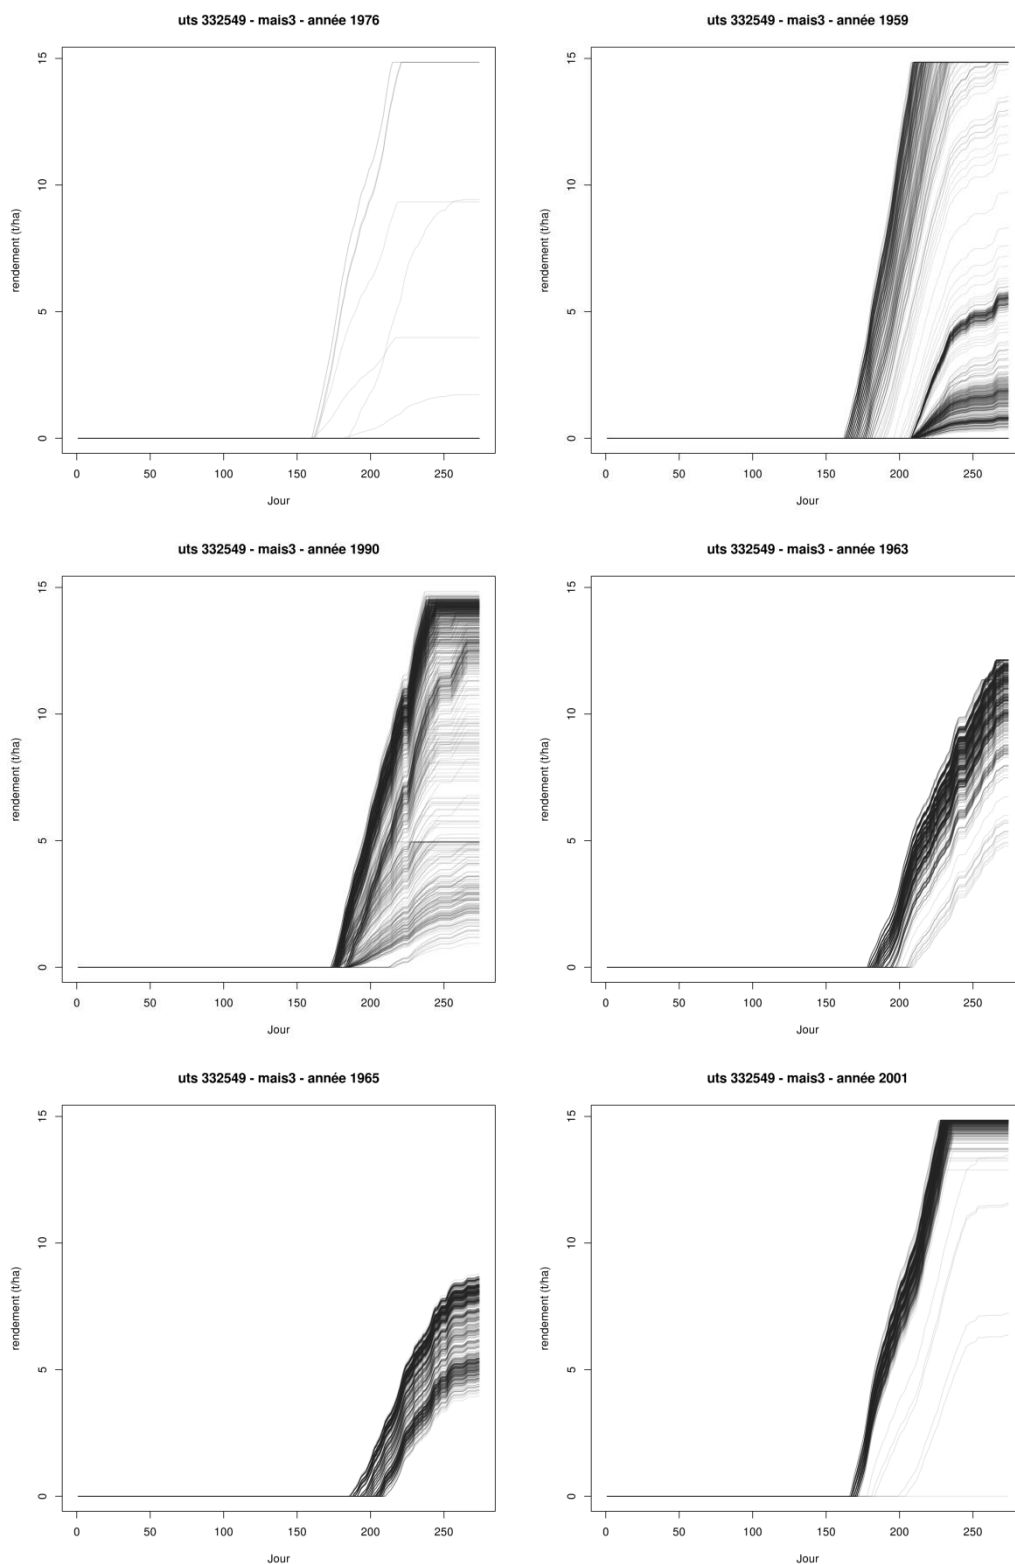 uts 332549 - mais3 - année 1976
rendement (t/ha)
15
10
5
0
0 50 100 150 200 250
Jour
uts 332549 - mais3 - année 1959
rendement (t/ha)
15
10
5
0
0 50 100 150 200 250
Jour
uts 332549 - mais3 - année 1990
rendement (t/ha)
15
10
5
0
0 50 100 150 200 250
Jour
uts 332549 - mais3 - année 1963
rendement (t/ha)
15
10
5
0
0 50 100 150 200 250
Jour
uts 332549 - mais3 - année 1965
rendement (t/ha)
15
10
5
0
0 50 100 150 200 250
Jour
uts 332549 - mais3 - année 2001
rendement (t/ha)
15
10
5
0
0 50 100 150 200 250
Jour